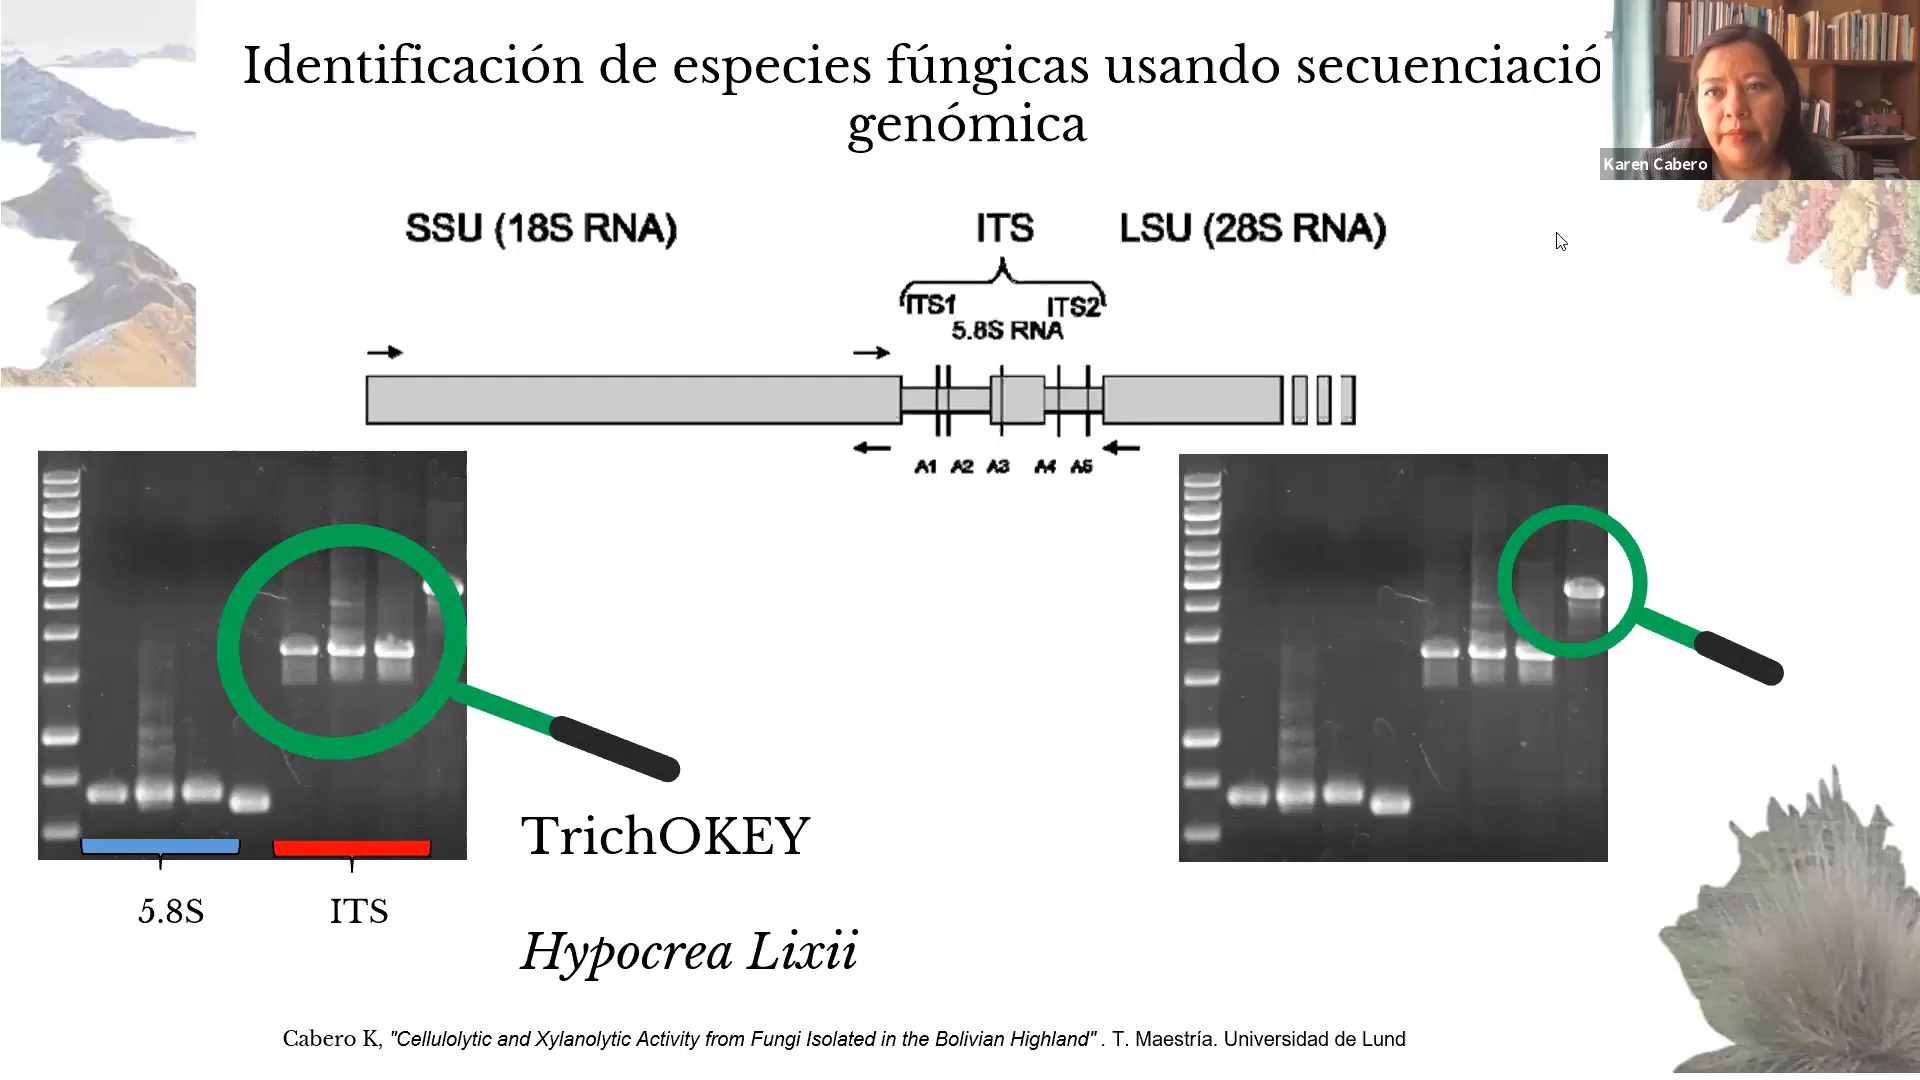 Identificación de especies fúngicas usando secuenciació
genómica
Karen Cabero
SSU (18S RNA)
ITS
LSU (28S RNA)
ITS1
ITS2
5.8S RNA
A1 A2 A3 A4 A5
5.8S
ITS
TrichOKEY
Hypocrea Lixii
Cabero K, "Cellulolytic and Xylanolytic Activity from Fungi Isolated in the Bolivian Highland" . T. Maestría. Universidad de Lund